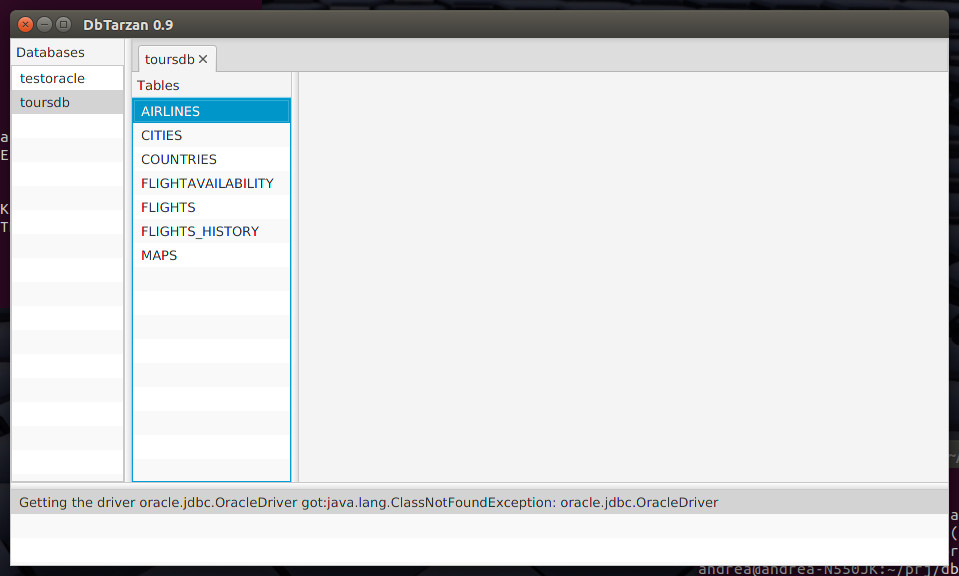 DbTarzan 0.9
Databases
testoracle
toursdb
toursdb
Tables
AIRLINES
CITIES
COUNTRIES
FLIGHTAVAILABILITY
FLIGHTS
FLIGHTS_HISTORY
MAPS
Getting the driver oracle.jdbc.OracleDriver got:java.lang.ClassNotFoundException: oracle.jdbc.OracleDriver
a
E
K
T
a
(
r
andrea@andrea-N550JK:~/prj/db